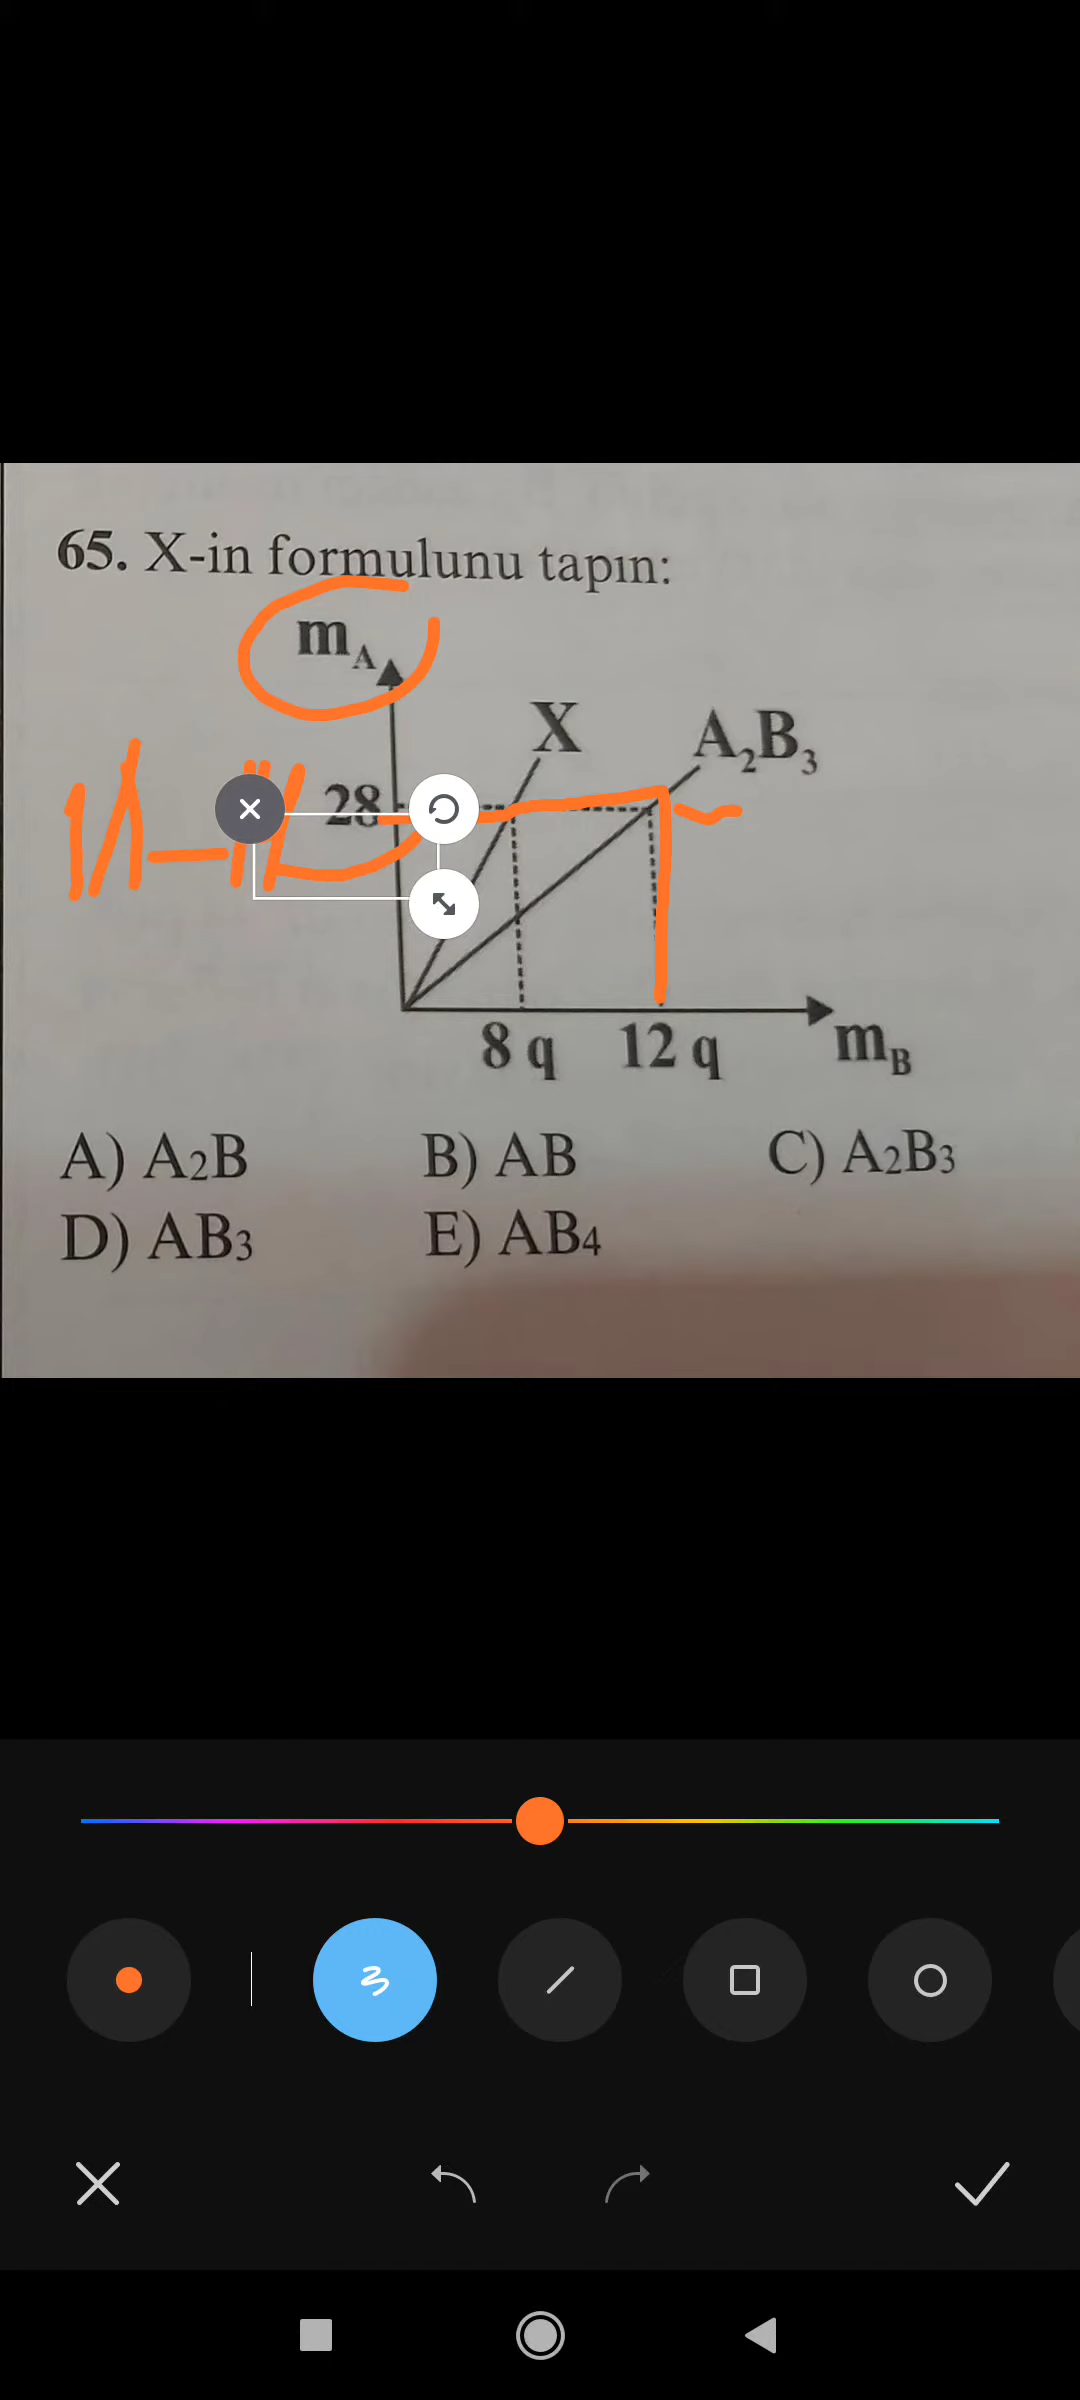 65. X-in formulunu tapın:
mA
X
A2B3
28
8 q 12 q
mB
A) A2B B) AB C) A2B3
D) AB3 E) AB4